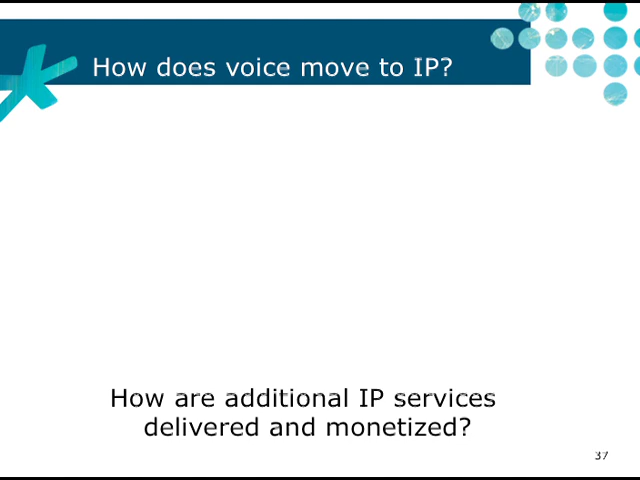 How does voice move to IP?
How are additional IP services
delivered and monetized?
37